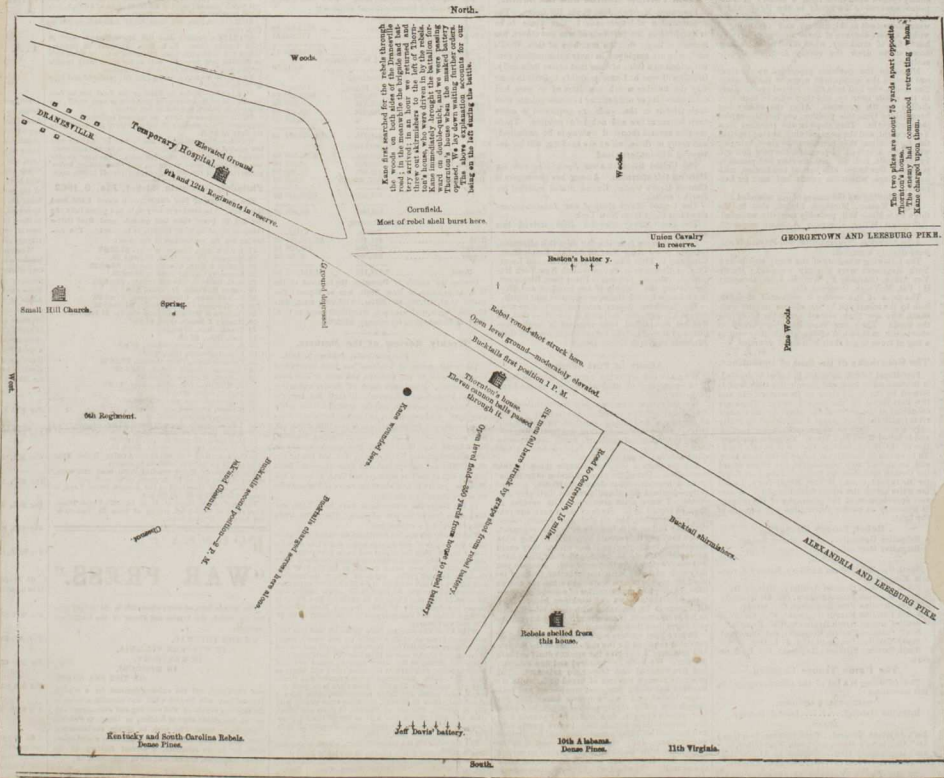 North.
Woods.
Kane first searched for the rebels through
the woods on both sides of the Dranesville
road; in the meanwhile the brigade and bat-
tery arrived; in an hour we returned and
threw out skirmishers to the left of Thorn-
ton's house, who were driven in by the rebels.
Kane immediately brought the battalion for-
ward on double-quick, and we were passing
Thornton's house when the masked battery
opened. We lay down waiting further orders.
The above explanation accounts for our
being on the left during the battle.
Woods.
The two pikes are about 75 yards apart opposite
Thornton's house.
The enemy had commenced retreating when
Kane charged upon them.
DRANESVILLE.
Temporary Hospital.
Elevated Ground.
9th and 12th Regiments in reserve.
Cornfield.
Most of rebel shell burst here.
Union Cavalry
in reserve.
GEORGETOWN AND LEESBURG PIKE.
Easton's battery.
Ground depressed
Small Hill Church.
Spring.
Rebel round-shot struck here.
Open level ground—moderately elevated.
Bucktails first position 1 P. M.
Pine Woods.
West.
Thornton's house.
Eleven cannon balls passed
through it.
6th Regiment.
Kane wounded here.
Six men fell here struck by grape shot from rebel battery.
Open level field—350 yards from house to rebel battery.
Road to Centreville, 15 miles.
Bucktails second position—2 P. M.
Oak and Chesnut.
Bucktails charged across here alone.
Chesnut.
Bucktail skirmishers.
ALEXANDRIA AND LEESBURG PIKE.
Rebels shelled from
this house.
Kentucky and South Carolina Rebels.
Dense Pines.
Jeff Davis' battery.
10th Alabama.
Dense Pines.
11th Virginia.
South.